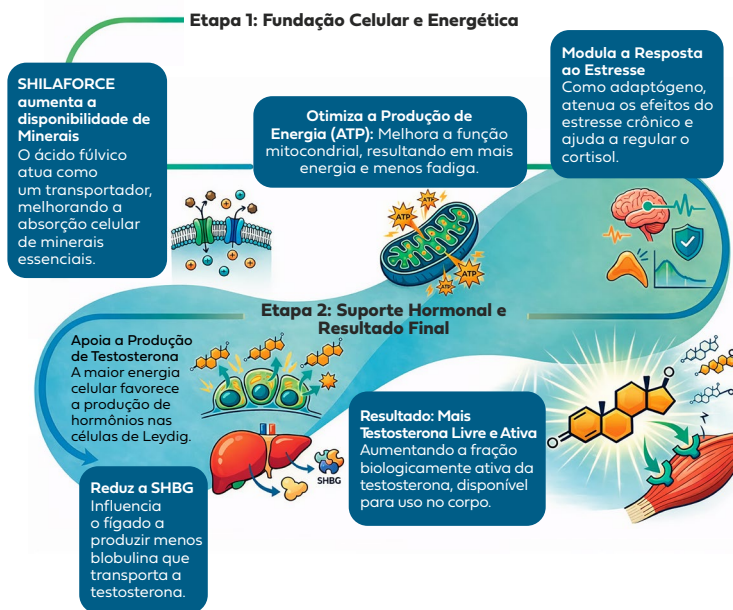 Etapa 1: Fundação Celular e Energética
SHILAFORCE
aumenta a
disponibilidade de
Minerais
O ácido fúlvico
atua como
um transportador,
melhorando a
absorção celular
de minerais
essenciais.
Otimiza a Produção de
Energia (ATP): Melhora a função
mitocondrial, resultando em mais
energia e menos fadiga.
Modula a Resposta
ao Estresse
Como adaptógeno,
atenua os efeitos do
estresse crônico e
ajuda a regular o
cortisol.
ATP
ATP
ATP
ATP
Etapa 2: Suporte Hormonal e
Resultado Final
Apoia a Produção
de Testosterona
A maior energia
celular favorece
a produção de
hormônios nas
células de Leydig.
SHBG
Reduz a SHBG
Influencia
o fígado a
produzir menos
blobulina que
transporta a
testosterona.
Resultado: Mais
Testosterona Livre e Ativa
Aumentando a fração
biologicamente ativa da
testosterona, disponível
para uso no corpo.
O
H
O